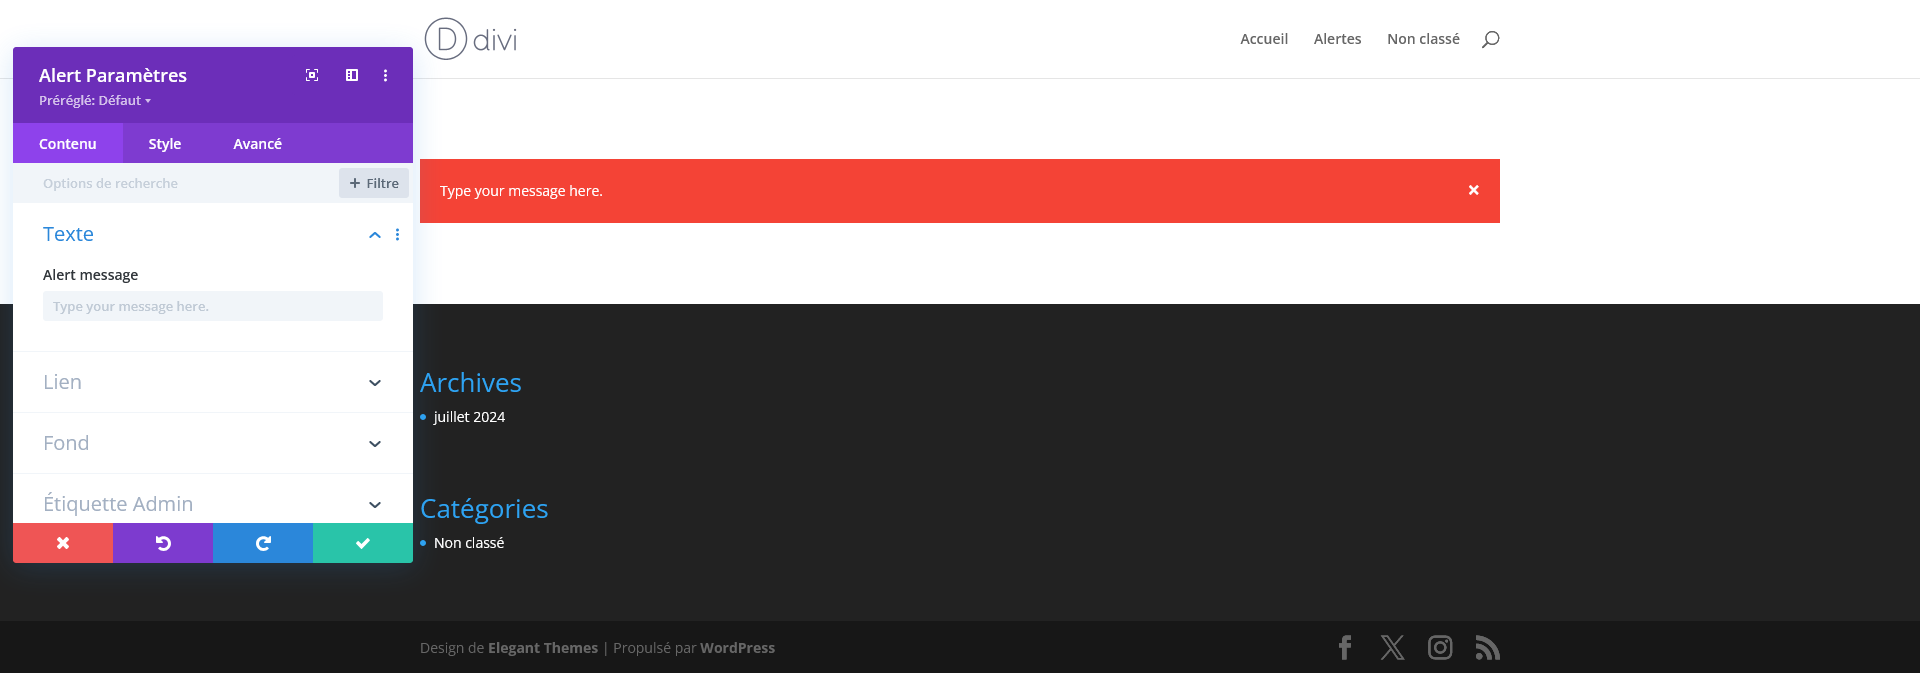 D divi
Accueil Alertes Non classé
Alert Paramètres
Préréglé: Défaut
Contenu Style Avancé
Options de recherche
+ Filtre
Texte
Alert message
Type your message here.
Lien
Fond
Étiquette Admin
Type your message here.
Archives
juillet 2024
Catégories
Non classé
Design de Elegant Themes | Propulsé par WordPress